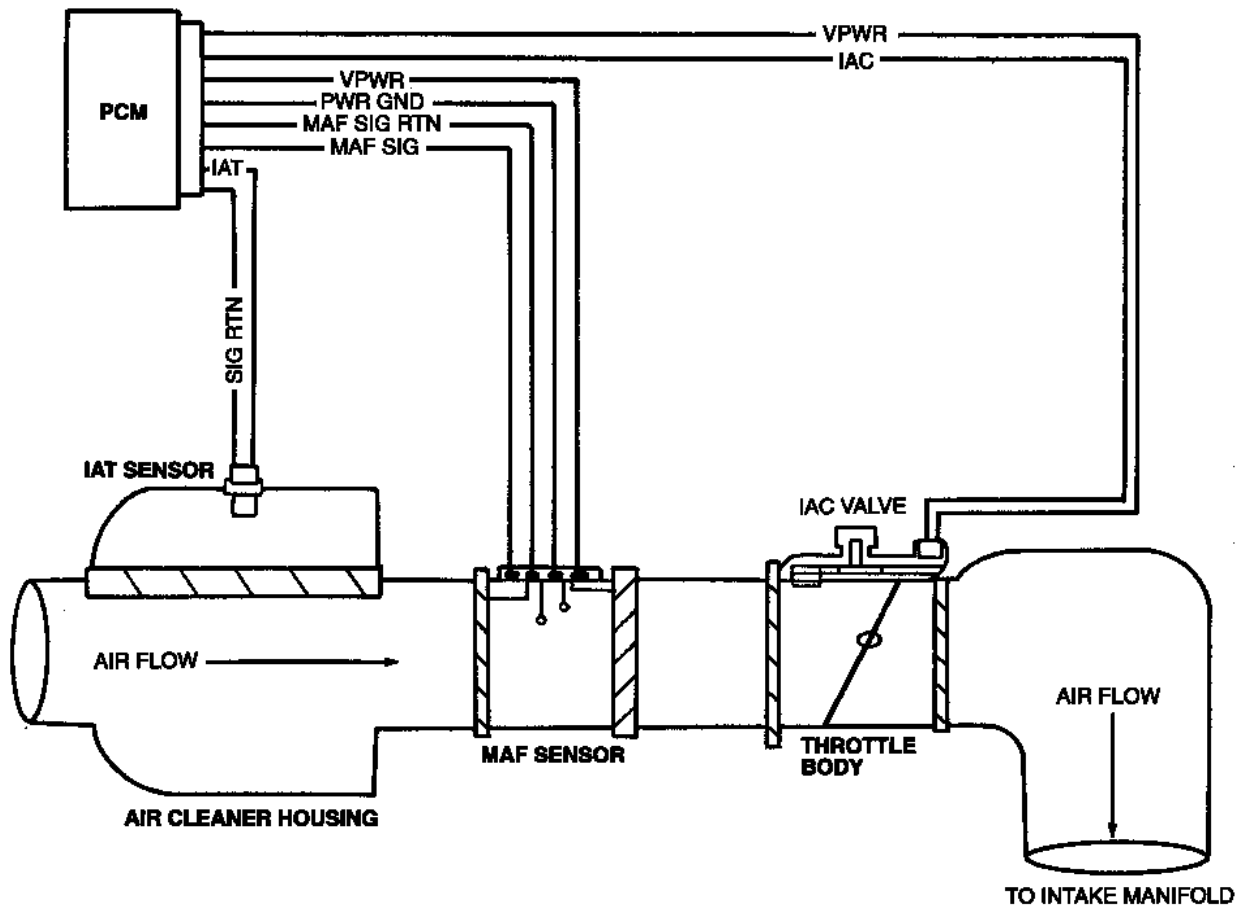 VPWR
IAC
VPWR
PWR GND
MAF SIG RTN
MAF SIG
PCM
IAT
SIG RTN
IAT SENSOR
IAC VALVE
AIR FLOW
AIR FLOW
MAF SENSOR
THROTTLE
BODY
AIR CLEANER HOUSING
TO INTAKE MANIFOLD